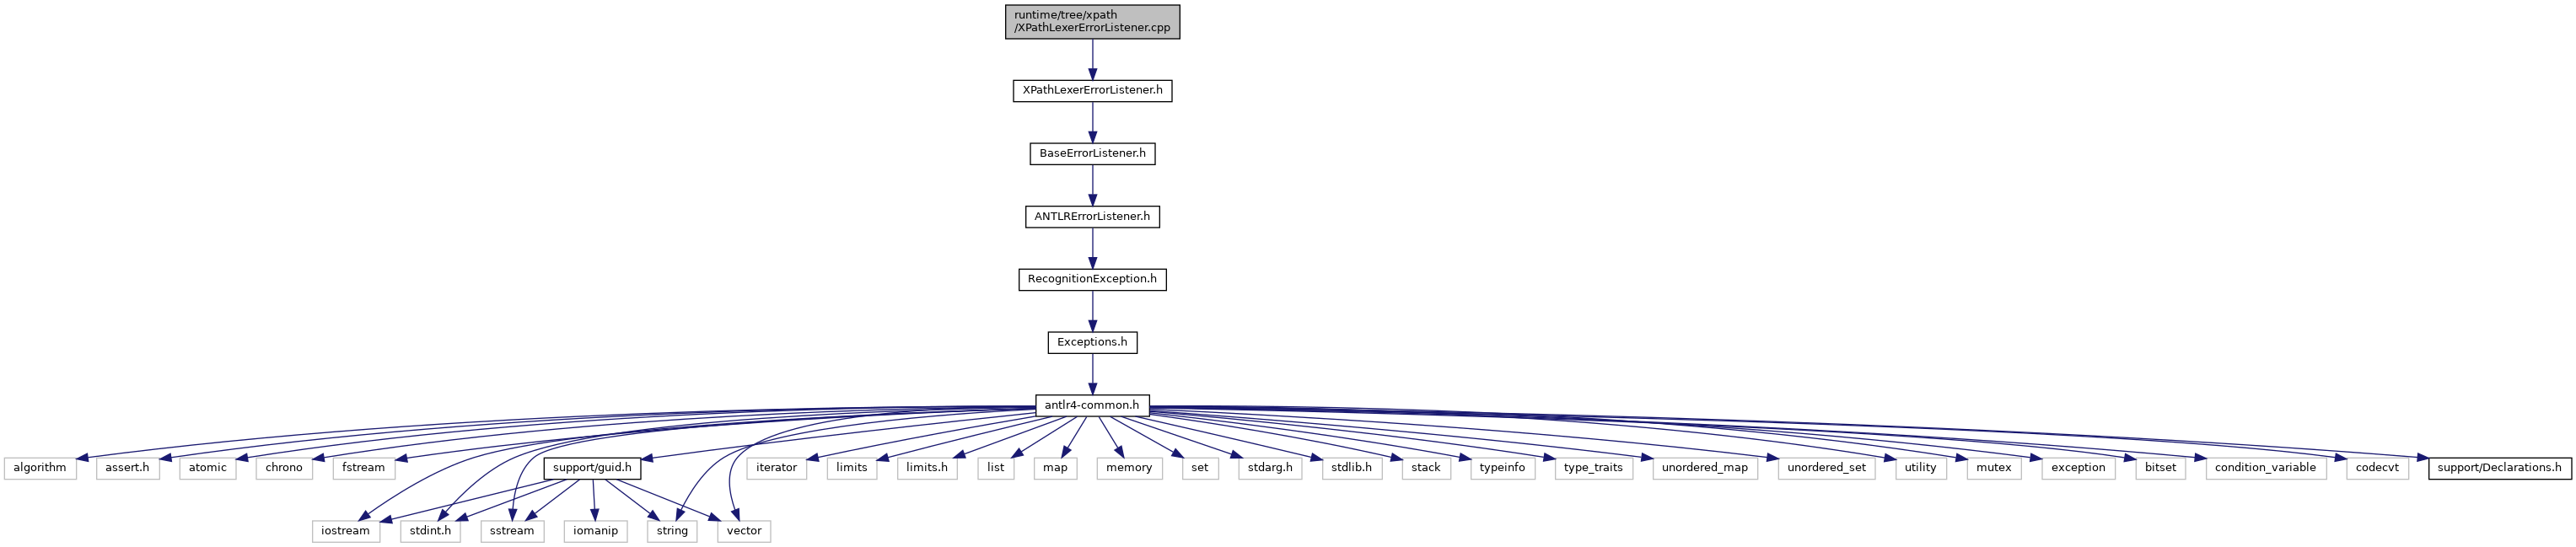 runtime/tree/xpath
/XPathLexerErrorListener.cpp
XPathLexerErrorListener.h
BaseErrorListener.h
ANTLRErrorListener.h
RecognitionException.h
Exceptions.h
antlr4-common.h
algorithm
assert.h
atomic
chrono
fstream
support/guid.h
iterator
limits
limits.h
list
map
memory
set
stdarg.h
stdlib.h
stack
typeinfo
type_traits
unordered_map
unordered_set
utility
mutex
exception
bitset
condition_variable
codecvt
support/Declarations.h
iostream
stdint.h
sstream
iomanip
string
vector